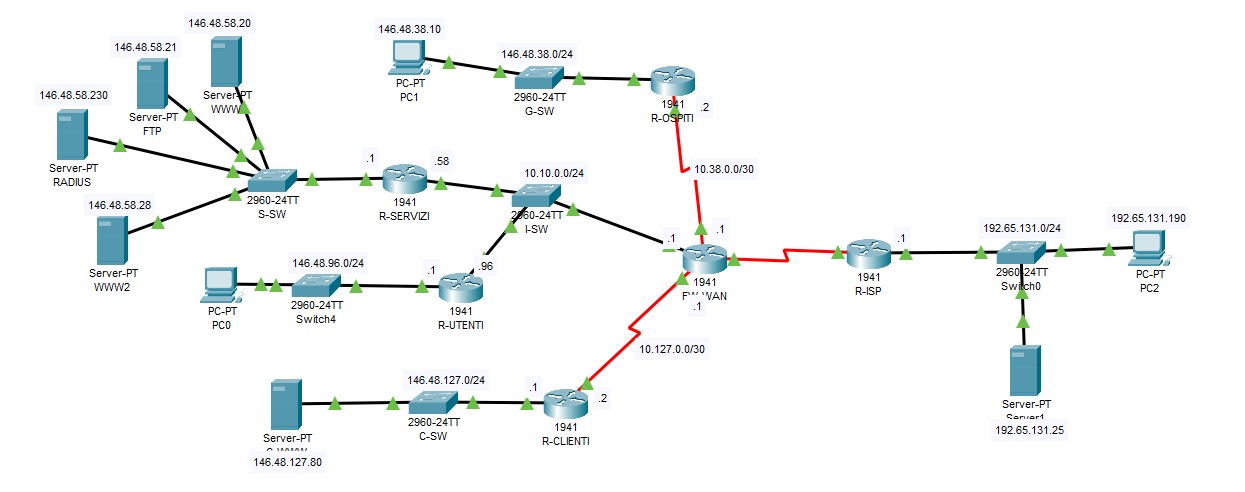 146.48.58.20
146.48.58.21
Server-PT
WWW
Server-PT
FTP
146.48.58.230
Server-PT
RADIUS
146.48.58.28
Server-PT
WWW2
2960-24TT
S-SW
.1
1941
R-SERVIZI
.58
146.48.38.10
PC-PT
PC1
146.48.38.0/24
2960-24TT
G-SW
1941
R-OSPITI
.2
10.38.0.0/30
10.10.0.0/24
2960-24TT
I-SW
.1
.1
1941
FW-WAN
.1
PC-PT
PC0
146.48.96.0/24
2960-24TT
Switch4
.1
.96
1941
R-UTENTI
10.127.0.0/30
Server-PT
C-WWW
146.48.127.80
146.48.127.0/24
2960-24TT
C-SW
.1
.2
1941
R-CLIENTI
1941
R-ISP
.1
192.65.131.0/24
2960-24TT
Switch0
192.65.131.190
PC-PT
PC2
Server-PT
Server1
192.65.131.25